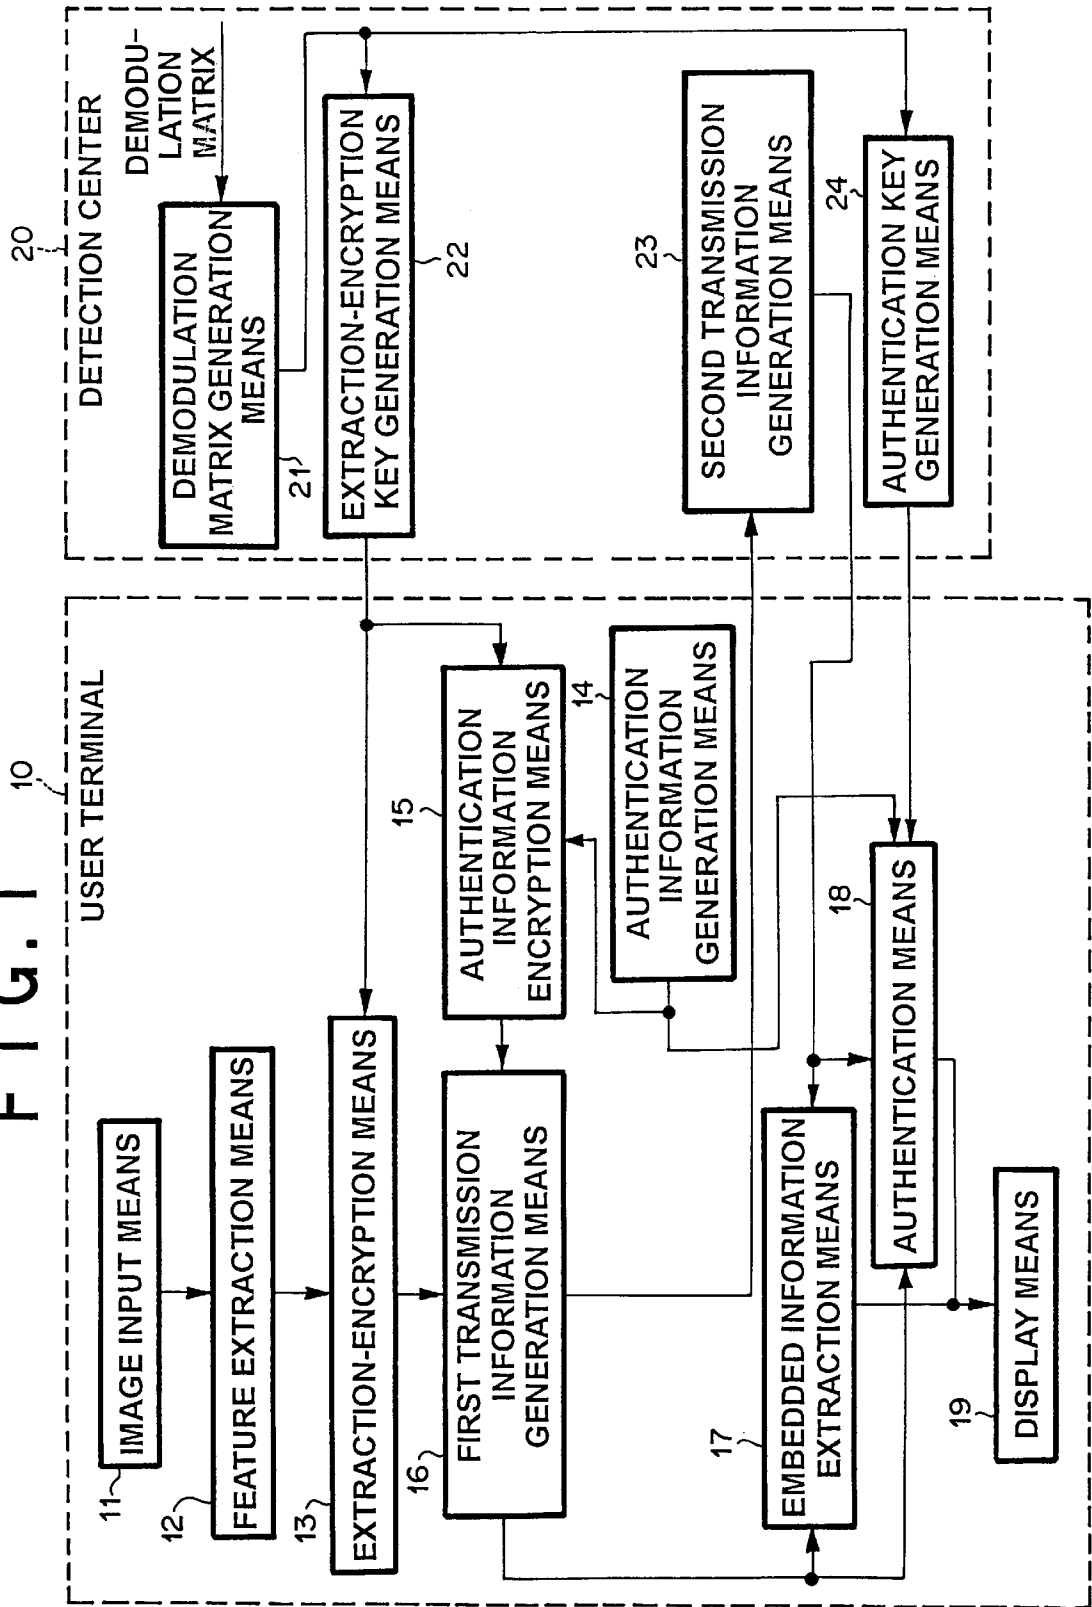 FIG. 1
10
USER TERMINAL
11
IMAGE INPUT MEANS
12
FEATURE EXTRACTION MEANS
13
EXTRACTION-ENCRYPTION MEANS
16
FIRST TRANSMISSION
INFORMATION
GENERATION MEANS
15
AUTHENTICATION
INFORMATION
ENCRYPTION MEANS
14
AUTHENTICATION
INFORMATION
GENERATION MEANS
17
EMBEDDED INFORMATION
EXTRACTION MEANS
18
AUTHENTICATION MEANS
19
DISPLAY MEANS
20
DETECTION CENTER
DEMODU-
LATION
MATRIX
DEMODULATION
MATRIX GENERATION
MEANS
21
EXTRACTION-ENCRYPTION
KEY GENERATION MEANS
22
23
SECOND TRANSMISSION
INFORMATION
GENERATION MEANS
24
AUTHENTICATION KEY
GENERATION MEANS